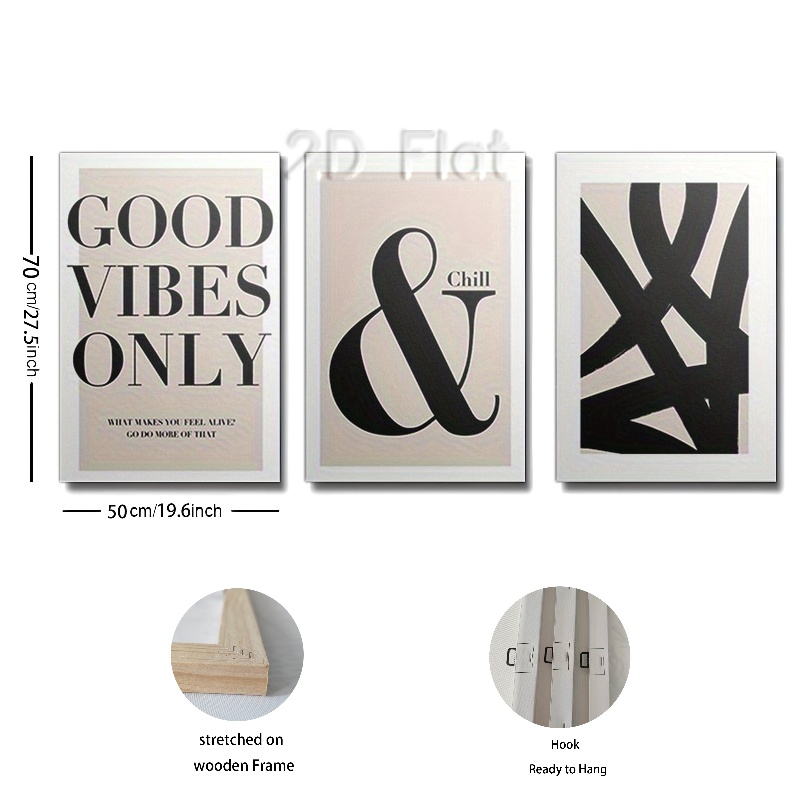 2D Flat
GOOD
VIBES
ONLY
WHAT MAKES YOU FEEL ALIVE?
GO DO MORE OF THAT
&
Chill
70 cm/27.5inch
50cm/19.6inch
stretched on
wooden Frame
Hook
Ready to Hang